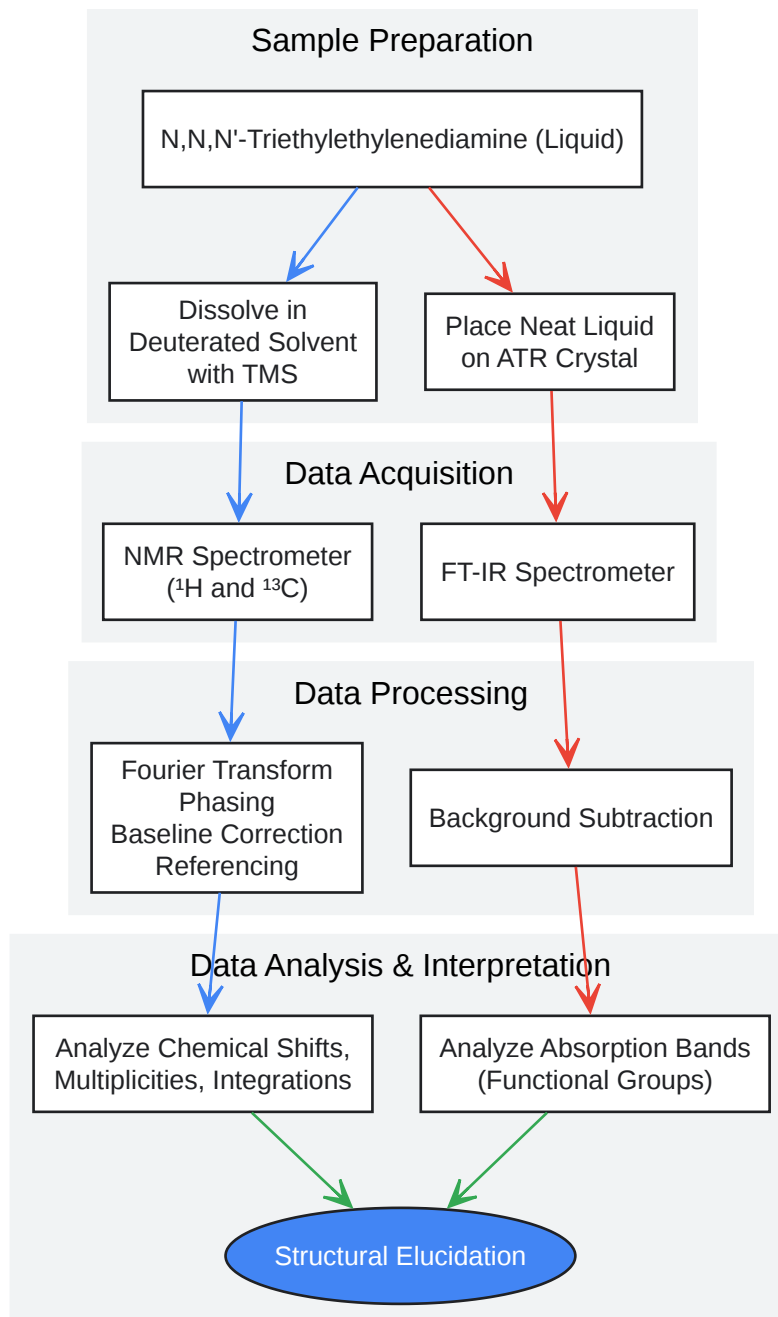 Sample Preparation
N,N,N'-Triethylethylenediamine (Liquid)
Dissolve in
Deuterated Solvent
with TMS
Place Neat Liquid
on ATR Crystal
Data Acquisition
NMR Spectrometer
(¹H and ¹³C)
FT-IR Spectrometer
Data Processing
Fourier Transform
Phasing
Baseline Correction
Referencing
Background Subtraction
Data Analysis & Interpretation
Analyze Chemical Shifts,
Multiplicities, Integrations
Analyze Absorption Bands
(Functional Groups)
Structural Elucidation